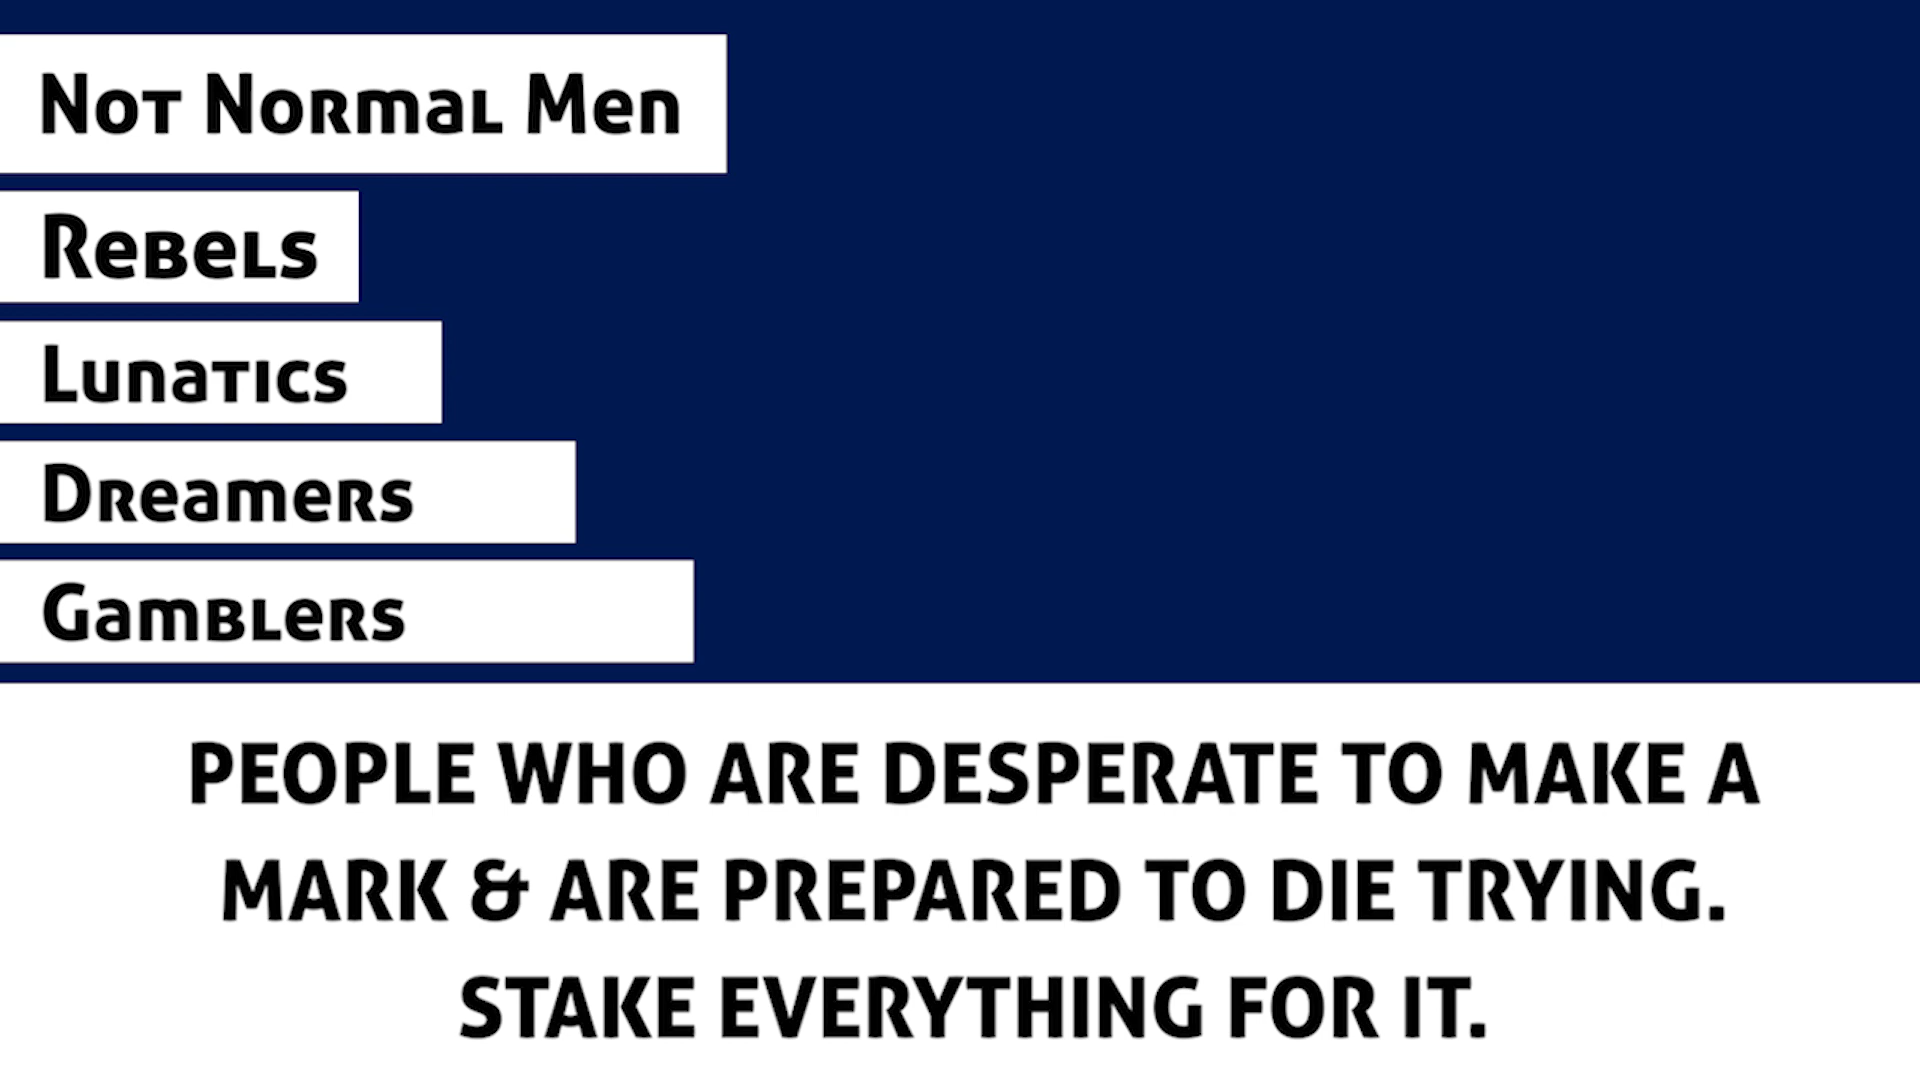 Not Normal Men
Rebels
Lunatics
Dreamers
Gamblers
PEOPLE WHO ARE DESPERATE TO MAKE A
MARK & ARE PREPARED TO DIE TRYING.
STAKE EVERYTHING FOR IT.